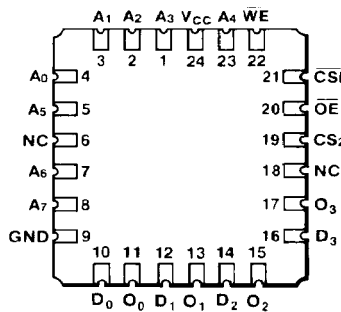 A1 A2 A3 VCC A4 WE
3 2 1 24 23 22
A0 4 21 CS1
A5 5 20 OE
NC 6 19 CS2
A6 7 18 NC
A7 8 17 O3
GND 9 16 D3
10 11 12 13 14 15
D0 O0 D1 O1 D2 O2